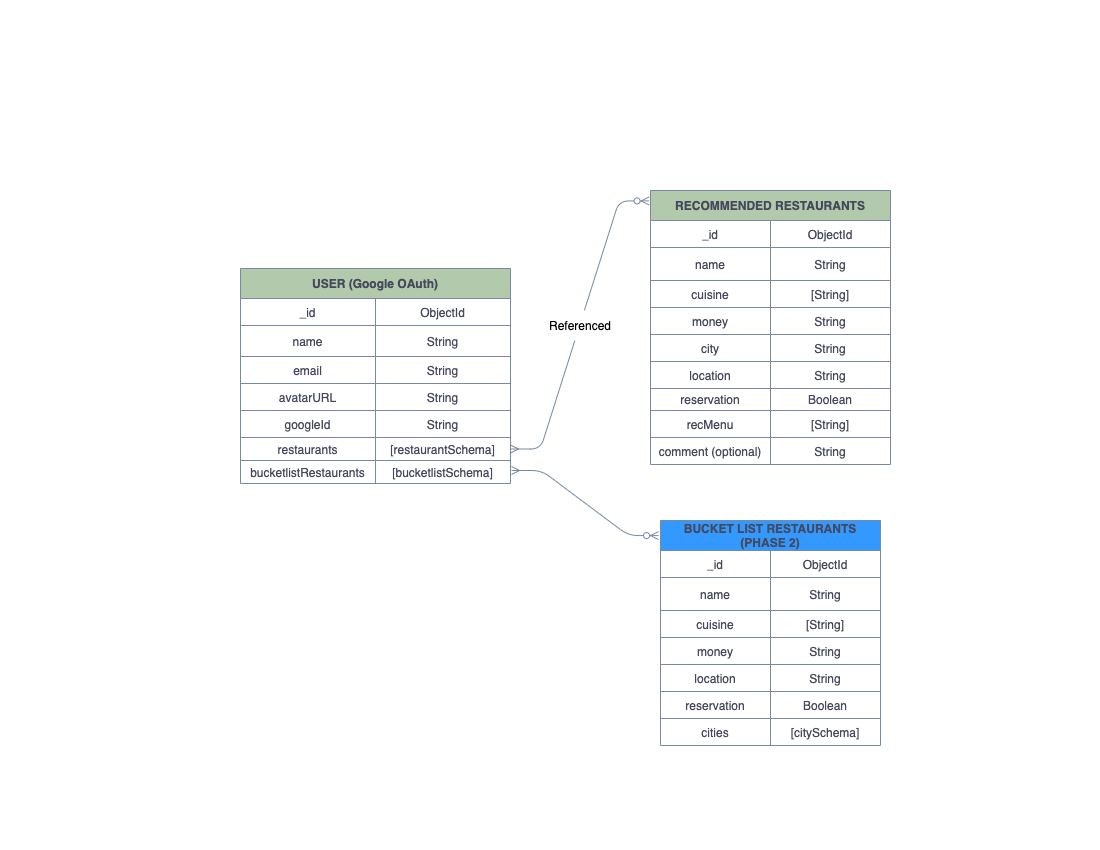 USER (Google OAuth)
_id ObjectId
name String
email String
avatarURL String
googleId String
restaurants [restaurantSchema]
bucketlistRestaurants [bucketlistSchema]
Referenced
RECOMMENDED RESTAURANTS
_id ObjectId
name String
cuisine [String]
money String
city String
location String
reservation Boolean
recMenu [String]
comment (optional) String
BUCKET LIST RESTAURANTS
(PHASE 2)
_id ObjectId
name String
cuisine [String]
money String
location String
reservation Boolean
cities [citySchema]